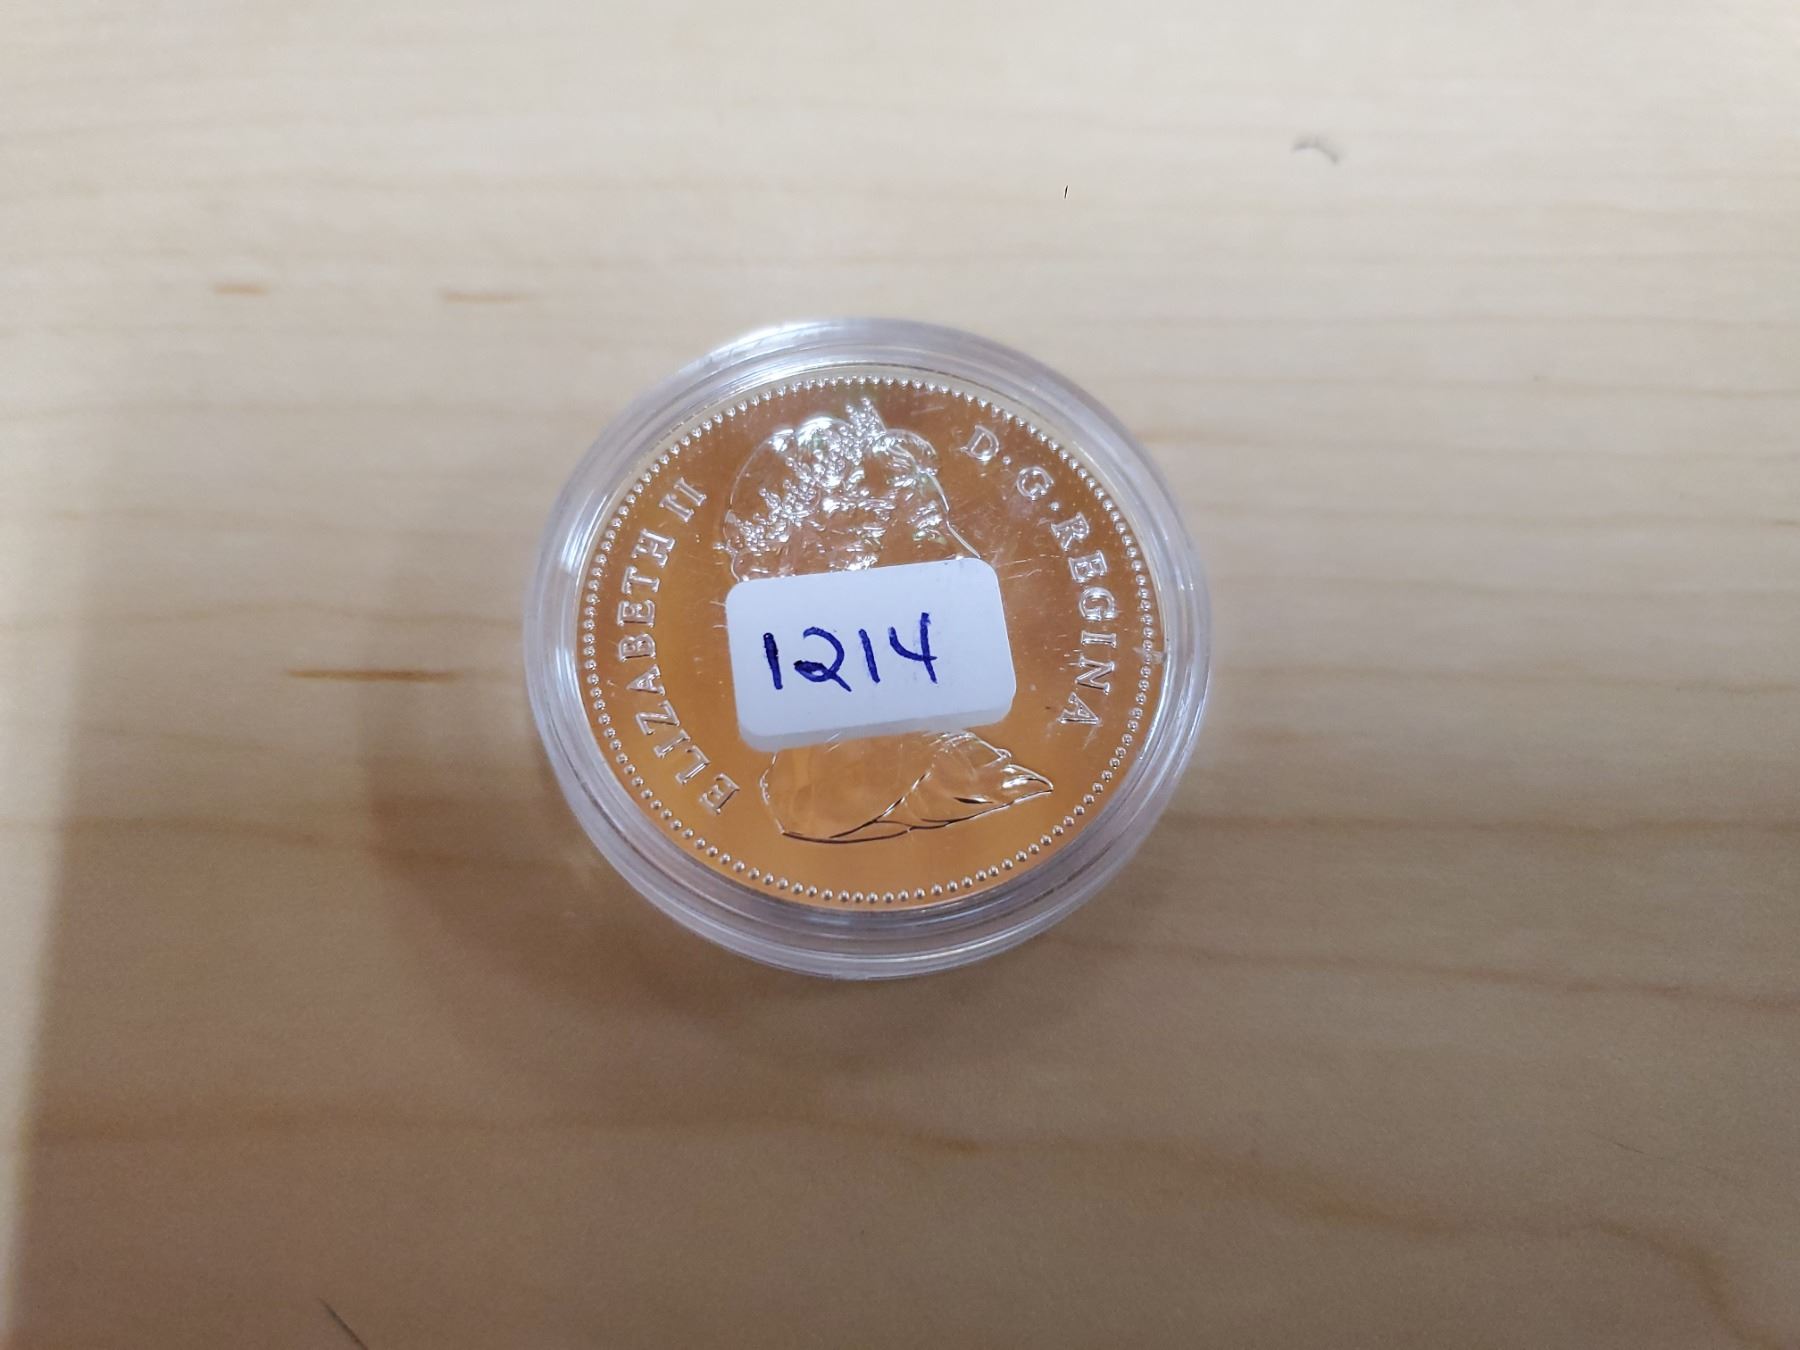 ELIZABETH II
D·G·REGINA
1214